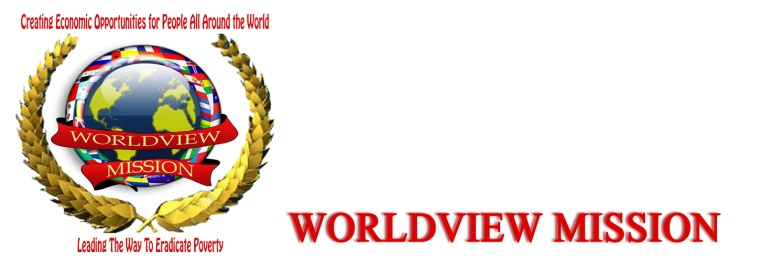 Creating Economic Opportunities for People All Around the World
WORLDVIEW
MISSION
Leading The Way To Eradicate Poverty
WORLDVIEW MISSION